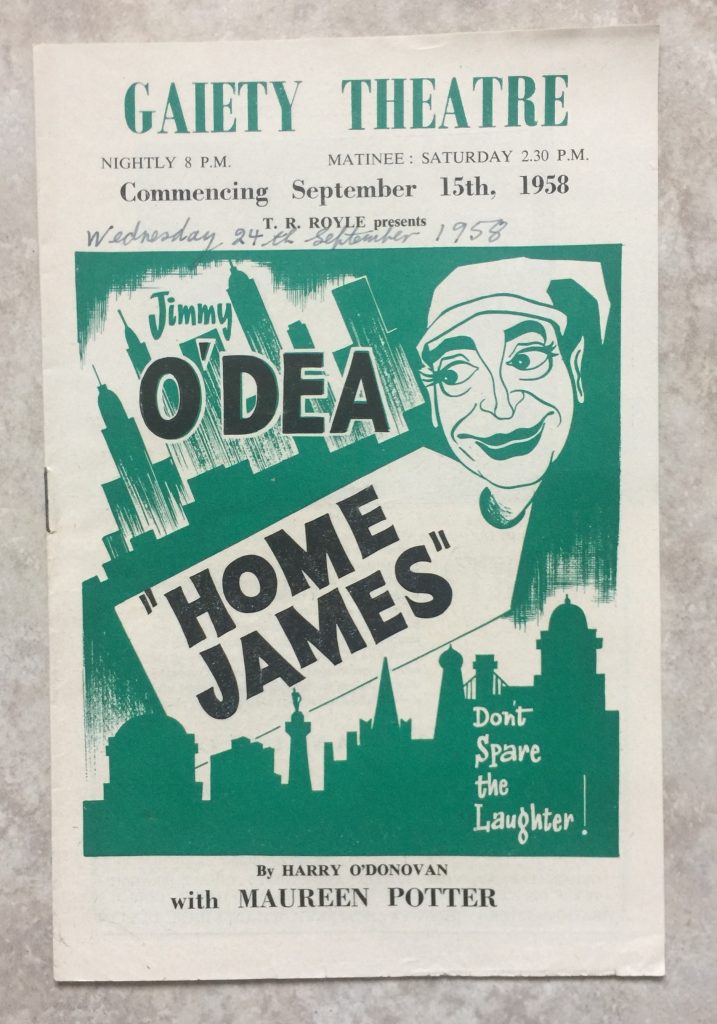 GAIETY THEATRE
NIGHTLY 8 P.M. MATINEE : SATURDAY 2.30 P.M.
Commencing September 15th, 1958
T. R. ROYLE presents
Wednesday 24th September 1958
Jimmy
O'DEA
"HOME
JAMES"
Don't
Spare
the
Laughter!
By HARRY O'DONOVAN
with MAUREEN POTTER